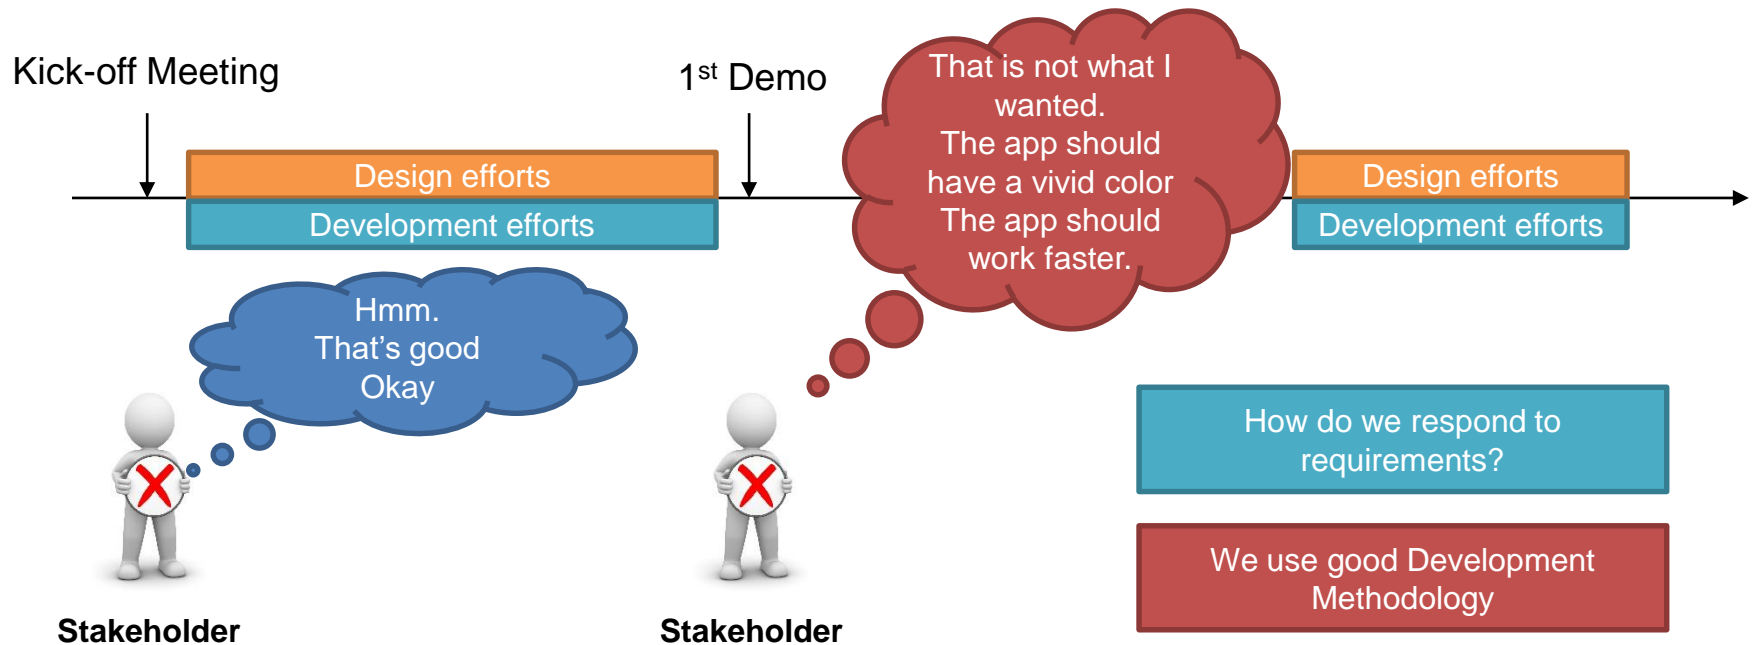 Kick-off Meeting
1st Demo
That is not what I
wanted.
The app should
have a vivid color
The app should
work faster.
Design efforts
Development efforts
Design efforts
Development efforts
Hmm.
That's good
Okay
How do we respond to
requirements?
We use good Development
Methodology
Stakeholder
Stakeholder